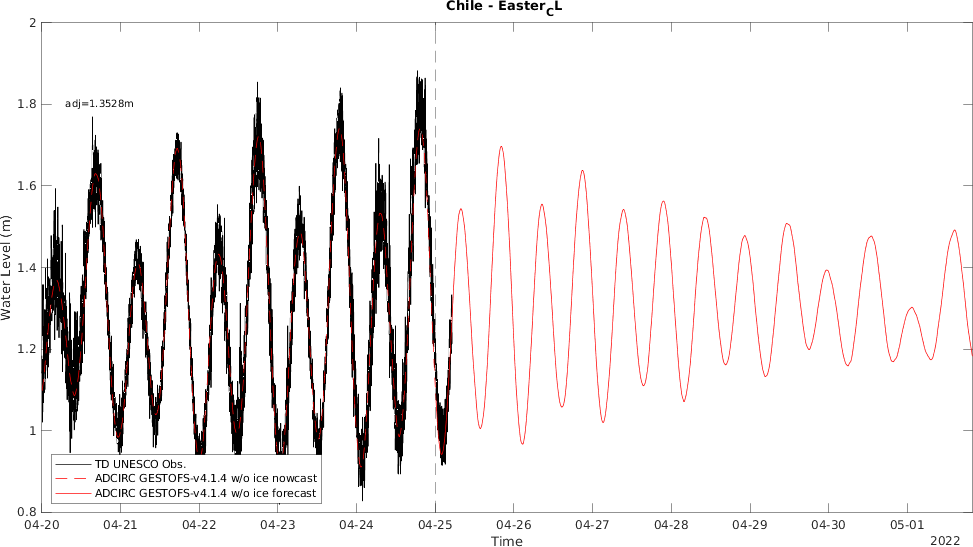 Chile - EasterCL
2
1.8
1.6
1.4
1.2
1
0.8
Water Level (m)
adj=1.3528m
TD UNESCO Obs.
ADCIRC GESTOFS-v4.1.4 w/o ice nowcast
ADCIRC GESTOFS-v4.1.4 w/o ice forecast
04-20 04-21 04-22 04-23 04-24 04-25 04-26 04-27 04-28 04-29 04-30 05-01
Time
2022